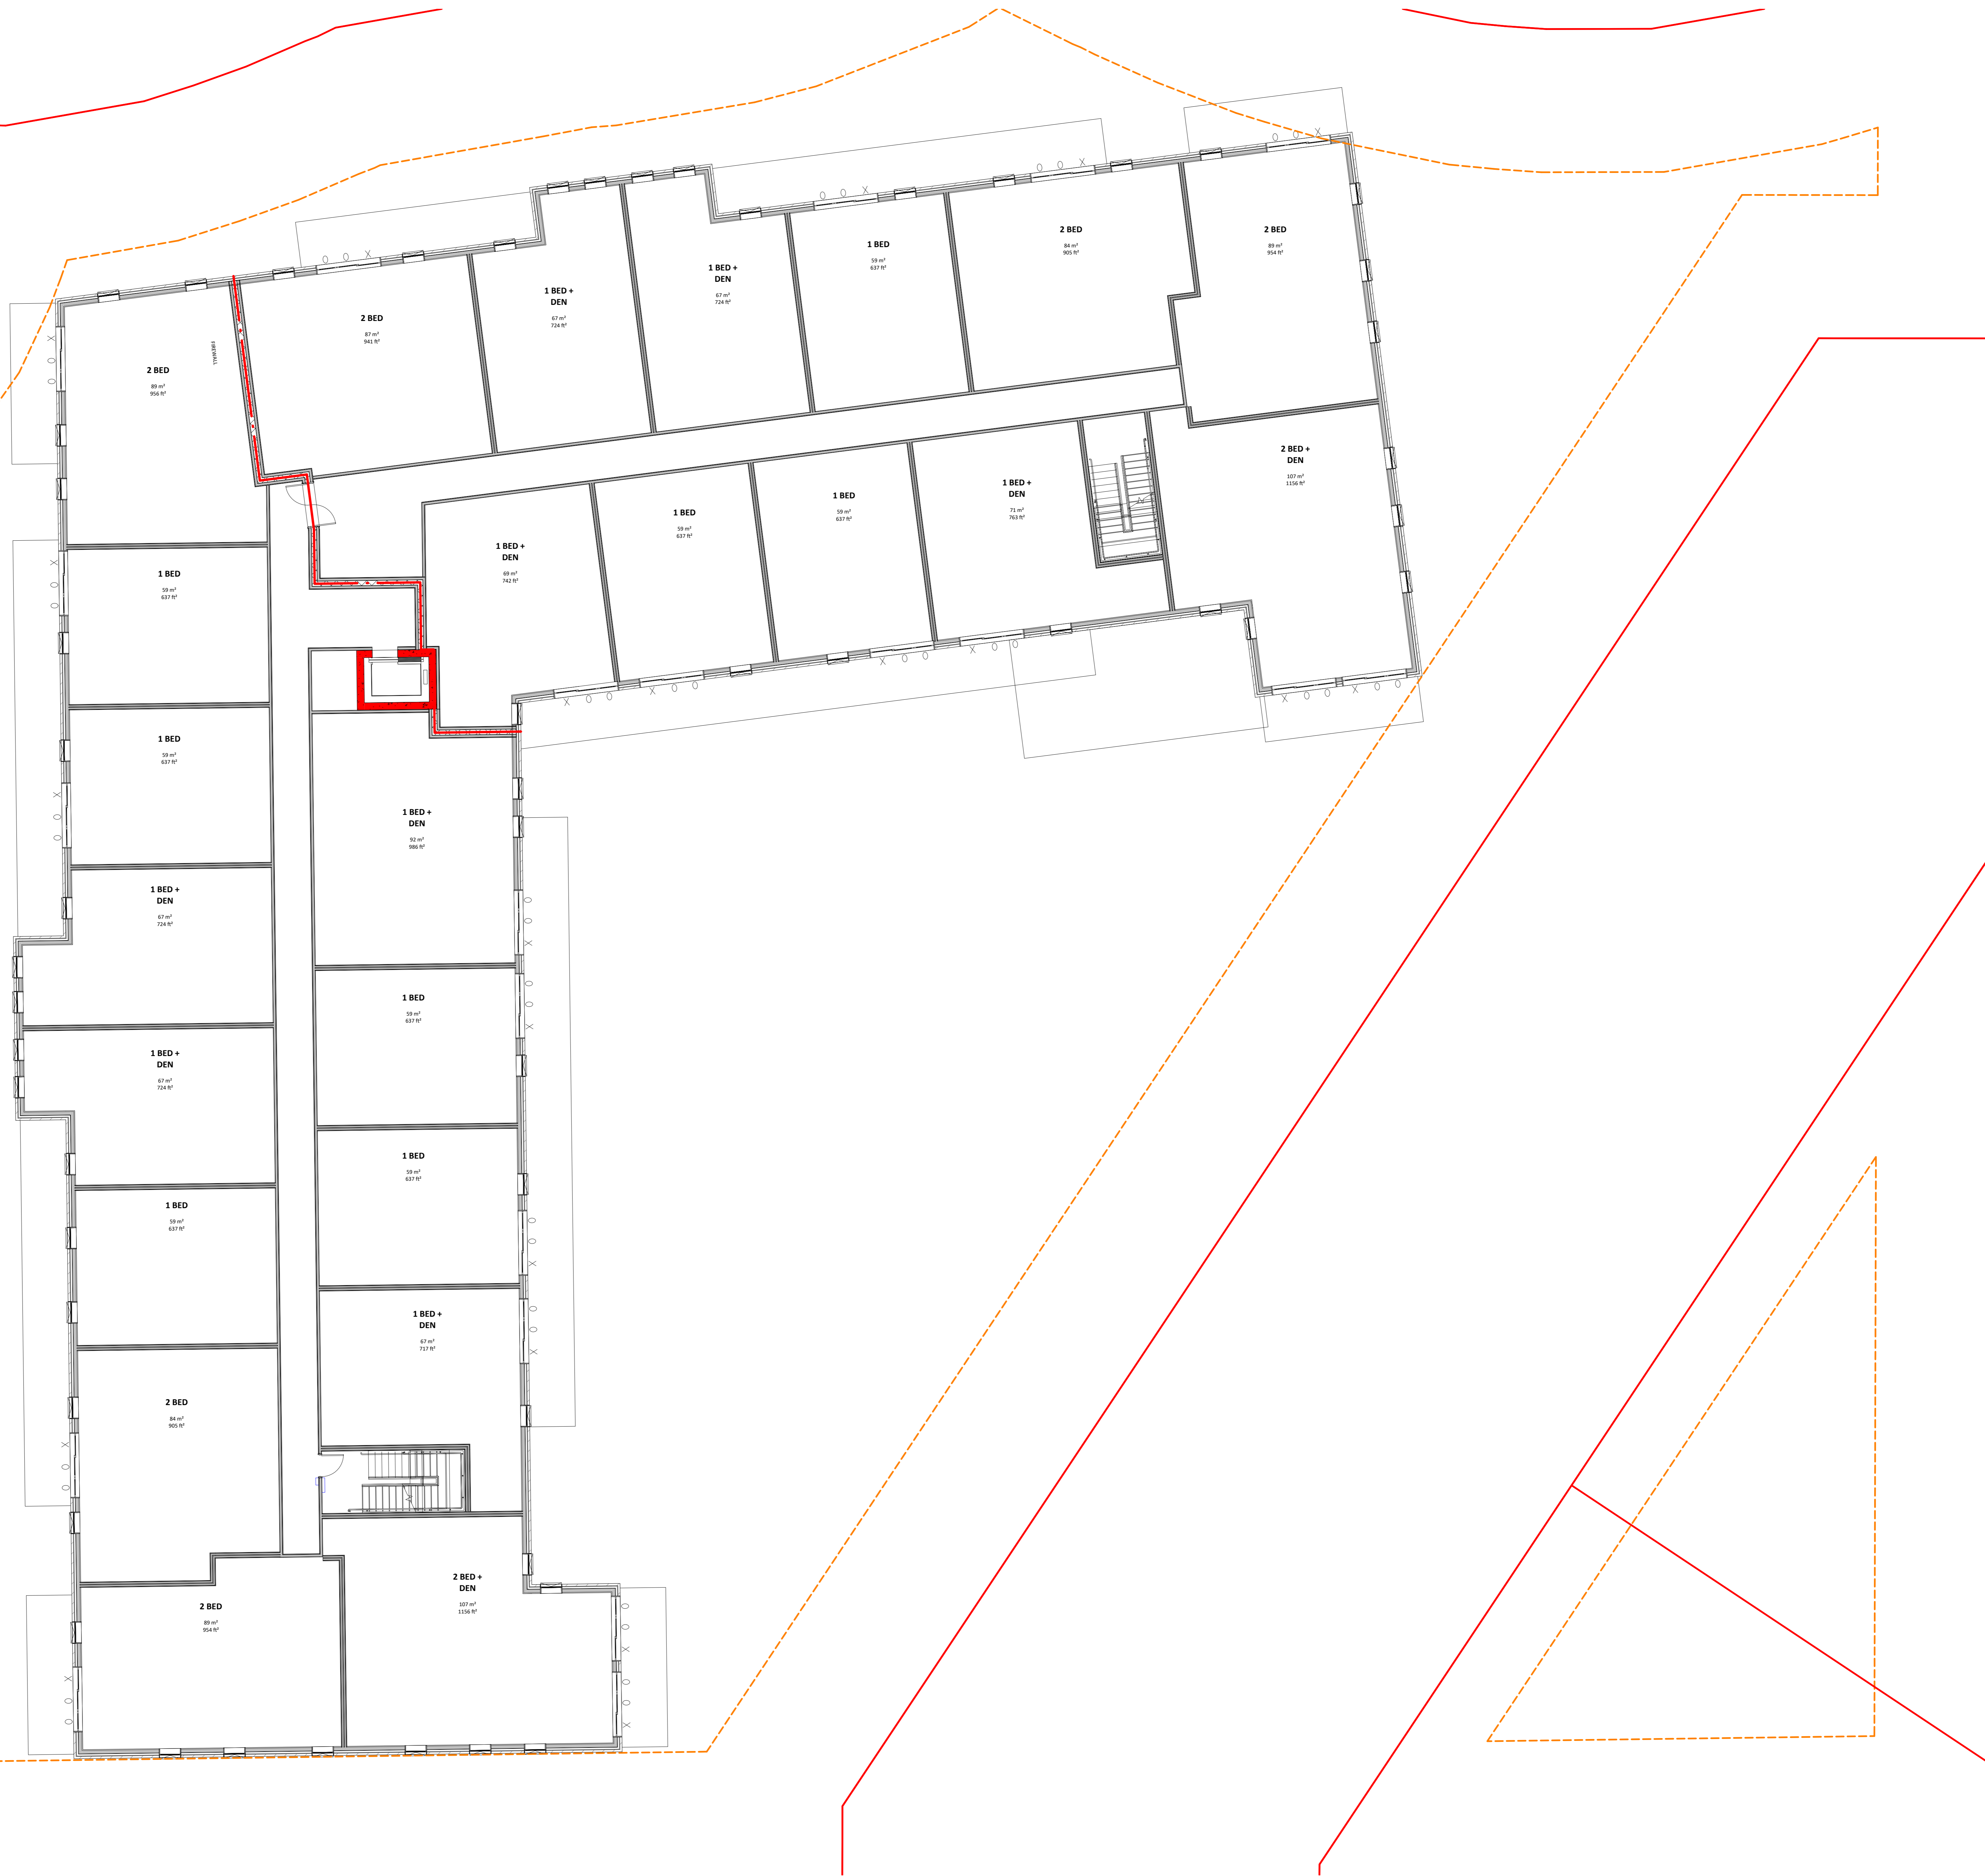 2 BED
89 m²
954 ft²
2 BED
84 m²
905 ft²
1 BED
59 m²
637 ft²
1 BED +
DEN
67 m²
724 ft²
1 BED +
DEN
67 m²
724 ft²
2 BED
87 m²
941 ft²
FIREWALL
2 BED
89 m²
956 ft²
2 BED +
DEN
107 m²
1156 ft²
1 BED +
DEN
71 m²
763 ft²
1 BED
59 m²
637 ft²
1 BED
59 m²
637 ft²
1 BED +
DEN
69 m²
742 ft²
1 BED
59 m²
637 ft²
1 BED
59 m²
637 ft²
1 BED +
DEN
92 m²
986 ft²
1 BED +
DEN
67 m²
724 ft²
1 BED
59 m²
637 ft²
1 BED +
DEN
67 m²
724 ft²
1 BED
59 m²
637 ft²
1 BED
59 m²
637 ft²
1 BED +
DEN
67 m²
717 ft²
2 BED
84 m²
905 ft²
2 BED +
DEN
107 m²
1156 ft²
2 BED
89 m²
954 ft²